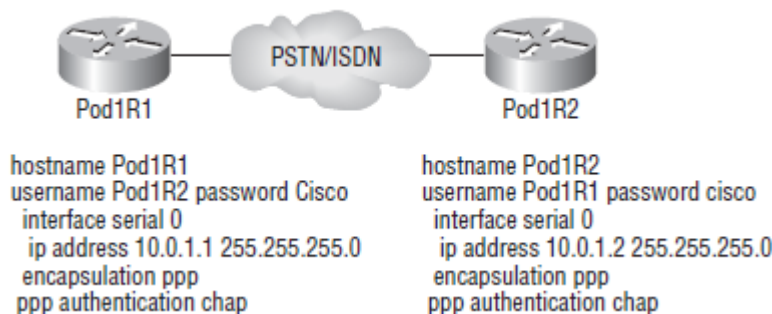 PSTN/ISDN
Pod1R1
Pod1R2
hostname Pod1R1
username Pod1R2 password Cisco
interface serial 0
ip address 10.0.1.1 255.255.255.0
encapsulation ppp
ppp authentication chap
hostname Pod1R2
username Pod1R1 password cisco
interface serial 0
ip address 10.0.1.2 255.255.255.0
encapsulation ppp
ppp authentication chap